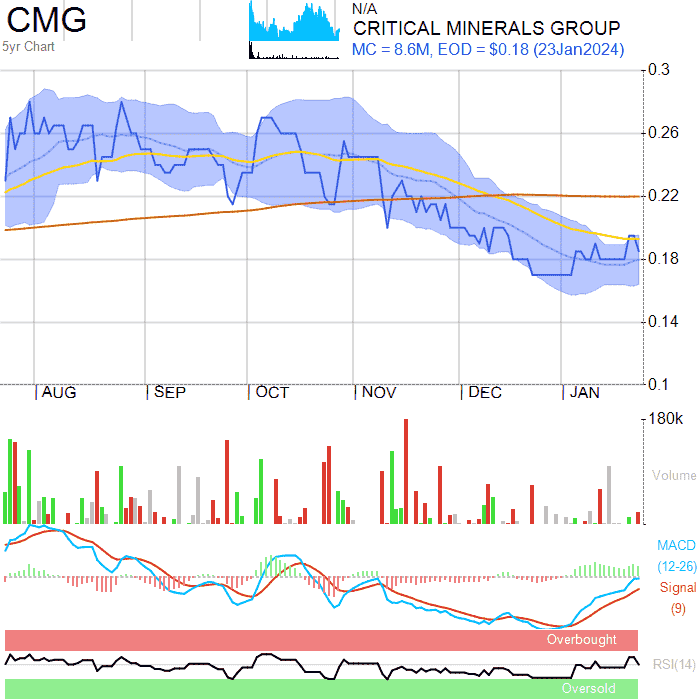 CMG
5yr Chart
N/A
CRITICAL MINERALS GROUP
MC = 8.6M, EOD = $0.18 (23Jan2024)
0.3
0.26
0.22
0.18
0.14
0.1
AUG SEP OCT NOV DEC JAN
180k
Volume
MACD
(12-26)
Signal
(9)
Overbought
RSI(14)
Oversold